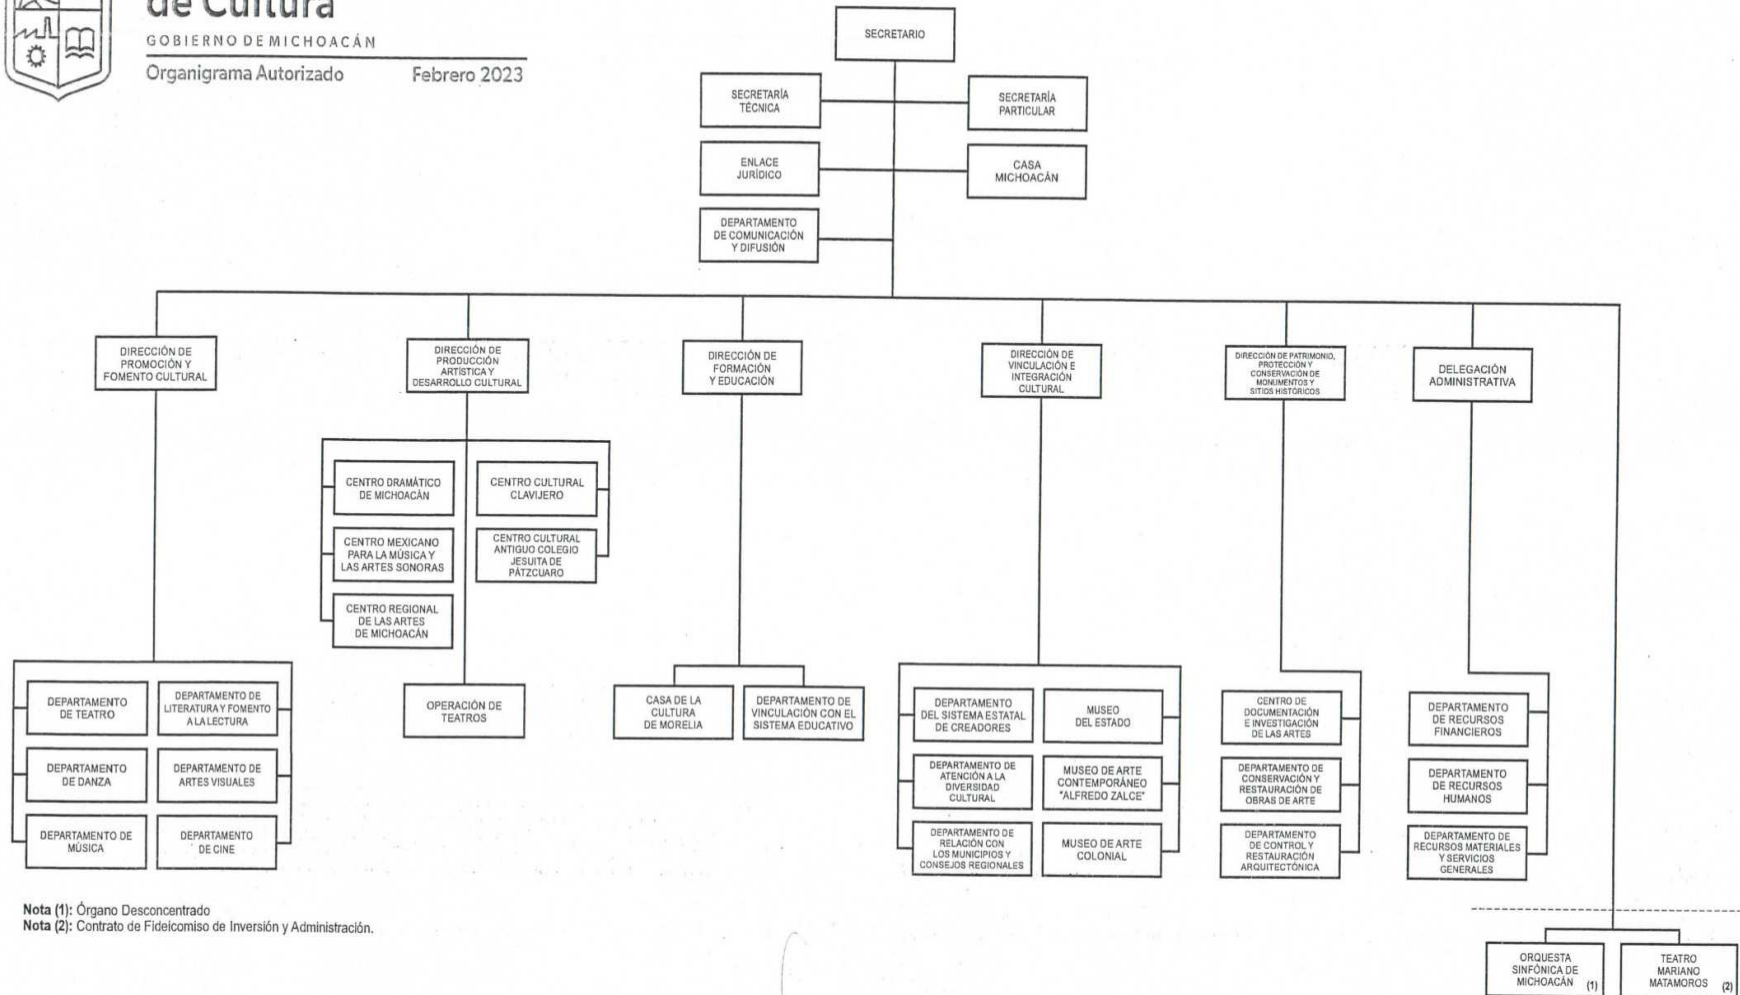 de Cultura
GOBIERNO DE MICHOACÁN
Organigrama Autorizado Febrero 2023
SECRETARIO
SECRETARÍA
TÉCNICA
SECRETARÍA
PARTICULAR
ENLACE
JURÍDICO
CASA
MICHOACÁN
DEPARTAMENTO
DE COMUNICACIÓN
Y DIFUSIÓN
DIRECCIÓN DE
PROMOCIÓN Y
FOMENTO CULTURAL
DIRECCIÓN DE
PRODUCCIÓN
ARTÍSTICA Y
DESARROLLO CULTURAL
DIRECCIÓN DE
FORMACIÓN
Y EDUCACIÓN
DIRECCIÓN DE
VINCULACIÓN E
INTEGRACIÓN
CULTURAL
DIRECCIÓN DE PATRIMONIO,
PROTECCIÓN Y
CONSERVACIÓN DE
MONUMENTOS Y
SITIOS HISTÓRICOS
DELEGACIÓN
ADMINISTRATIVA
CENTRO DRAMÁTICO
DE MICHOACÁN
CENTRO CULTURAL
CLAVIJERO
CENTRO MEXICANO
PARA LA MÚSICA Y
LAS ARTES SONORAS
CENTRO CULTURAL
ANTIGUO COLEGIO
JESUITA DE
PÁTZCUARO
CENTRO REGIONAL
DE LAS ARTES
DE MICHOACÁN
DEPARTAMENTO
DE TEATRO
DEPARTAMENTO DE
LITERATURA Y FOMENTO
A LA LECTURA
DEPARTAMENTO
DE DANZA
DEPARTAMENTO DE
ARTES VISUALES
DEPARTAMENTO DE
MÚSICA
DEPARTAMENTO
DE CINE
OPERACIÓN DE
TEATROS
CASA DE LA
CULTURA
DE MORELIA
DEPARTAMENTO DE
VINCULACIÓN CON EL
SISTEMA EDUCATIVO
DEPARTAMENTO
DEL SISTEMA ESTATAL
DE CREADORES
MUSEO
DEL ESTADO
DEPARTAMENTO DE
ATENCIÓN A LA
DIVERSIDAD
CULTURAL
MUSEO DE ARTE
CONTEMPORÁNEO
"ALFREDO ZALCE"
DEPARTAMENTO DE
RELACIÓN CON
LOS MUNICIPIOS Y
CONSEJOS REGIONALES
MUSEO DE ARTE
COLONIAL
CENTRO DE
DOCUMENTACIÓN
E INVESTIGACIÓN
DE LAS ARTES
DEPARTAMENTO DE
CONSERVACIÓN Y
RESTAURACIÓN DE
OBRAS DE ARTE
DEPARTAMENTO
DE CONTROL Y
RESTAURACIÓN
ARQUITECTÓNICA
DEPARTAMENTO
DE RECURSOS
FINANCIEROS
DEPARTAMENTO
DE RECURSOS
HUMANOS
DEPARTAMENTO DE
RECURSOS MATERIALES
Y SERVICIOS
GENERALES
Nota (1): Órgano Desconcentrado
Nota (2): Contrato de Fideicomiso de Inversión y Administración.
ORQUESTA
SINFÓNICA DE
MICHOACÁN (1)
TEATRO
MARIANO
MATAMOROS (2)